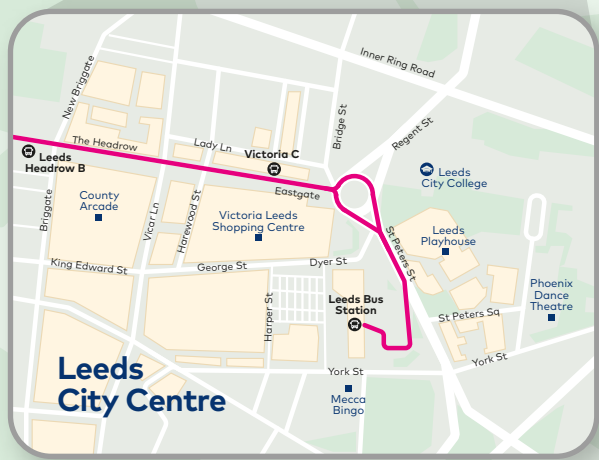 Inner Ring Road
New Briggate
Bridge St
Regent St
The Headrow
Lady Ln
Victoria C
Leeds
Headrow B
Leeds
City College
Eastgate
County
Arcade
Briggate
Vicar Ln
Harewood St
Victoria Leeds
Shopping Centre
St Peters St
Leeds
Playhouse
King Edward St
George St
Dyer St
Phoenix
Dance
Theatre
Leeds Bus
Station
Harper St
St Peters Sq
York St
York St
Leeds
City Centre
Mecca
Bingo